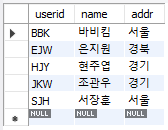 userid name addr
BBK 바비킴 서울
EJW 은지원 경북
HJY 현주엽 경기
JKW 조관우 경기
SJH 서장훈 서울
NULL NULL NULL